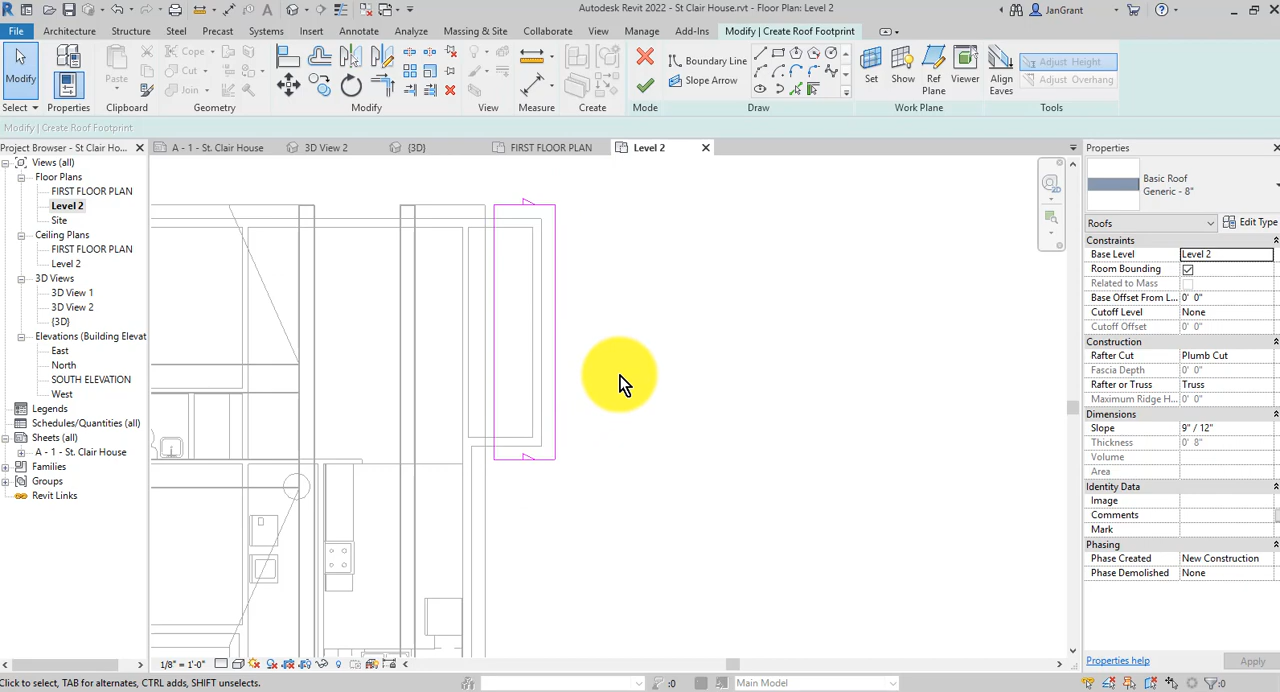 Autodesk Revit 2022 - St Clair House.rvt - Floor Plan: Level 2
JanGrant
File Architecture Structure Steel Precast Systems Insert Annotate Analyze Massing & Site Collaborate View Manage Add-Ins Modify | Create Roof Footprint
Modify
Paste
Cope
Cut
Join
Boundary Line
Slope Arrow
Set Show Ref Plane Viewer
Align Eaves
Adjust Height
Adjust Overhang
Select Properties Clipboard Geometry Modify View Measure Create Mode Draw Work Plane Tools
Modify | Create Roof Footprint
Project Browser - St Clair Ho...
A - 1 - St. Clair House
3D View 2
{3D}
FIRST FLOOR PLAN
Level 2
Views (all)
Floor Plans
FIRST FLOOR PLAN
Level 2
Site
Ceiling Plans
FIRST FLOOR PLAN
Level 2
3D Views
3D View 1
3D View 2
{3D}
Elevations (Building Elevat
East
North
SOUTH ELEVATION
West
Legends
Schedules/Quantities (all)
Sheets (all)
A - 1 - St. Clair House
Families
Groups
Revit Links
Properties
Basic Roof
Generic - 8"
Roofs
Edit Type
Constraints
Base Level Level 2
Room Bounding
Related to Mass
Base Offset From L... 0' 0"
Cutoff Level None
Cutoff Offset 0' 0"
Construction
Rafter Cut Plumb Cut
Fascia Depth 0' 0"
Rafter or Truss Truss
Maximum Ridge H... 0' 0"
Dimensions
Slope 9" / 12"
Thickness 0' 8"
Volume
Area
Identity Data
Image
Comments
Mark
Phasing
Phase Created New Construction
Phase Demolished None
Properties help
Apply
1/8" = 1'-0"
Click to select, TAB for alternates, CTRL adds, SHIFT unselects.
:0
Main Model
:0